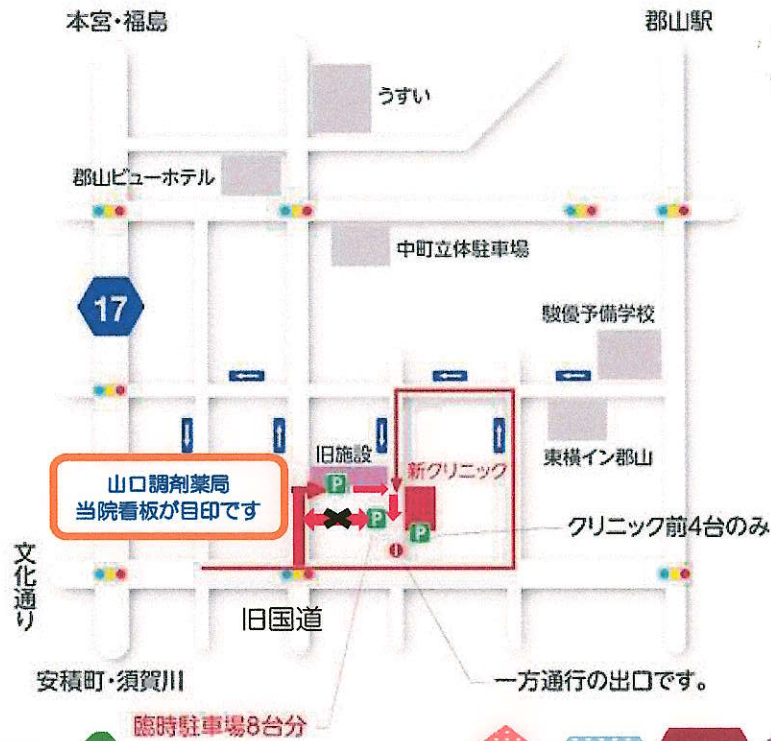 本宮・福島
郡山駅
うすい
郡山ビューホテル
中町立体駐車場
17
駿優予備学校
旧施設
新クリニック
東横イン郡山
山口調剤薬局
当院看板が目印です
P
P
P
クリニック前4台のみ
文化通り
旧国道
安積町・須賀川
一方通行の出口です。
臨時駐車場8台分